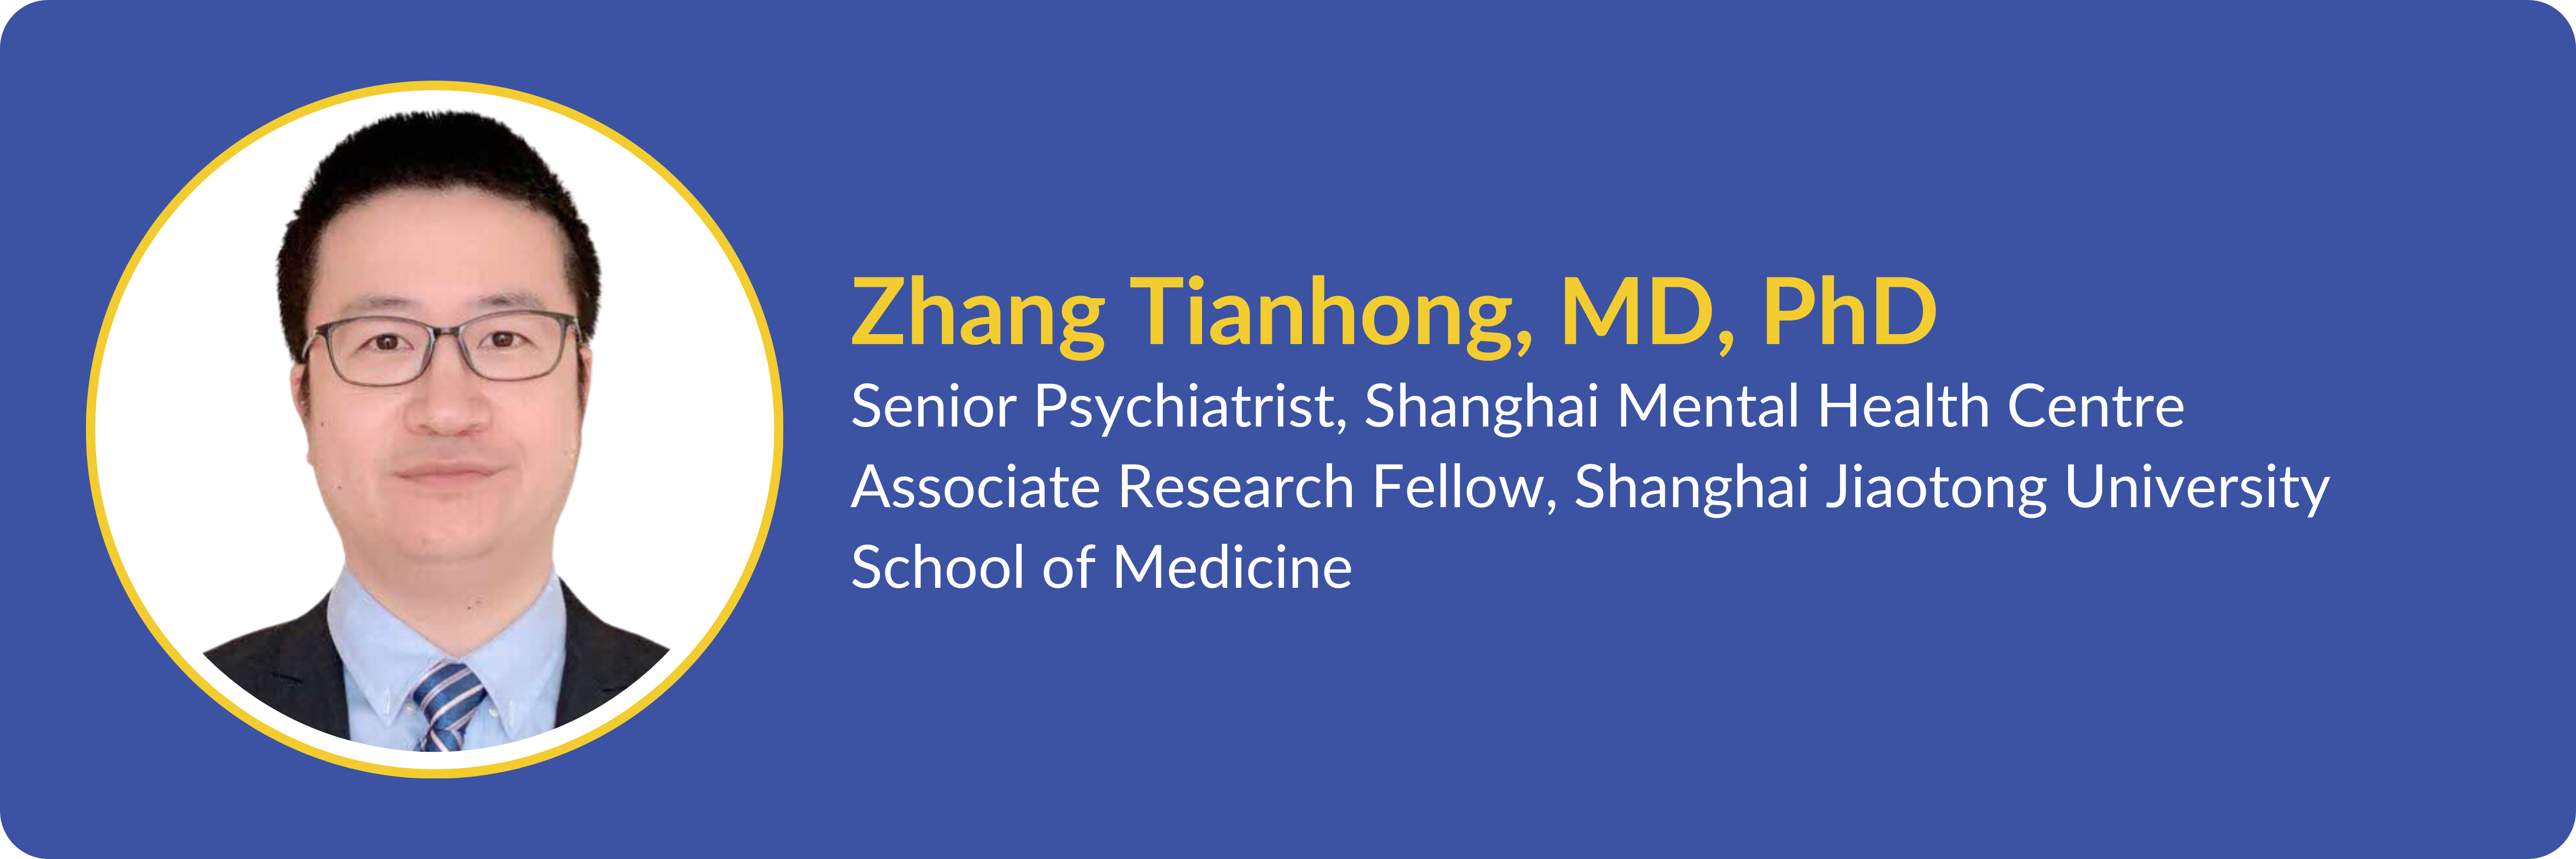 Zhang Tianhong, MD, PhD
Senior Psychiatrist, Shanghai Mental Health Centre
Associate Research Fellow, Shanghai Jiaotong University
School of Medicine